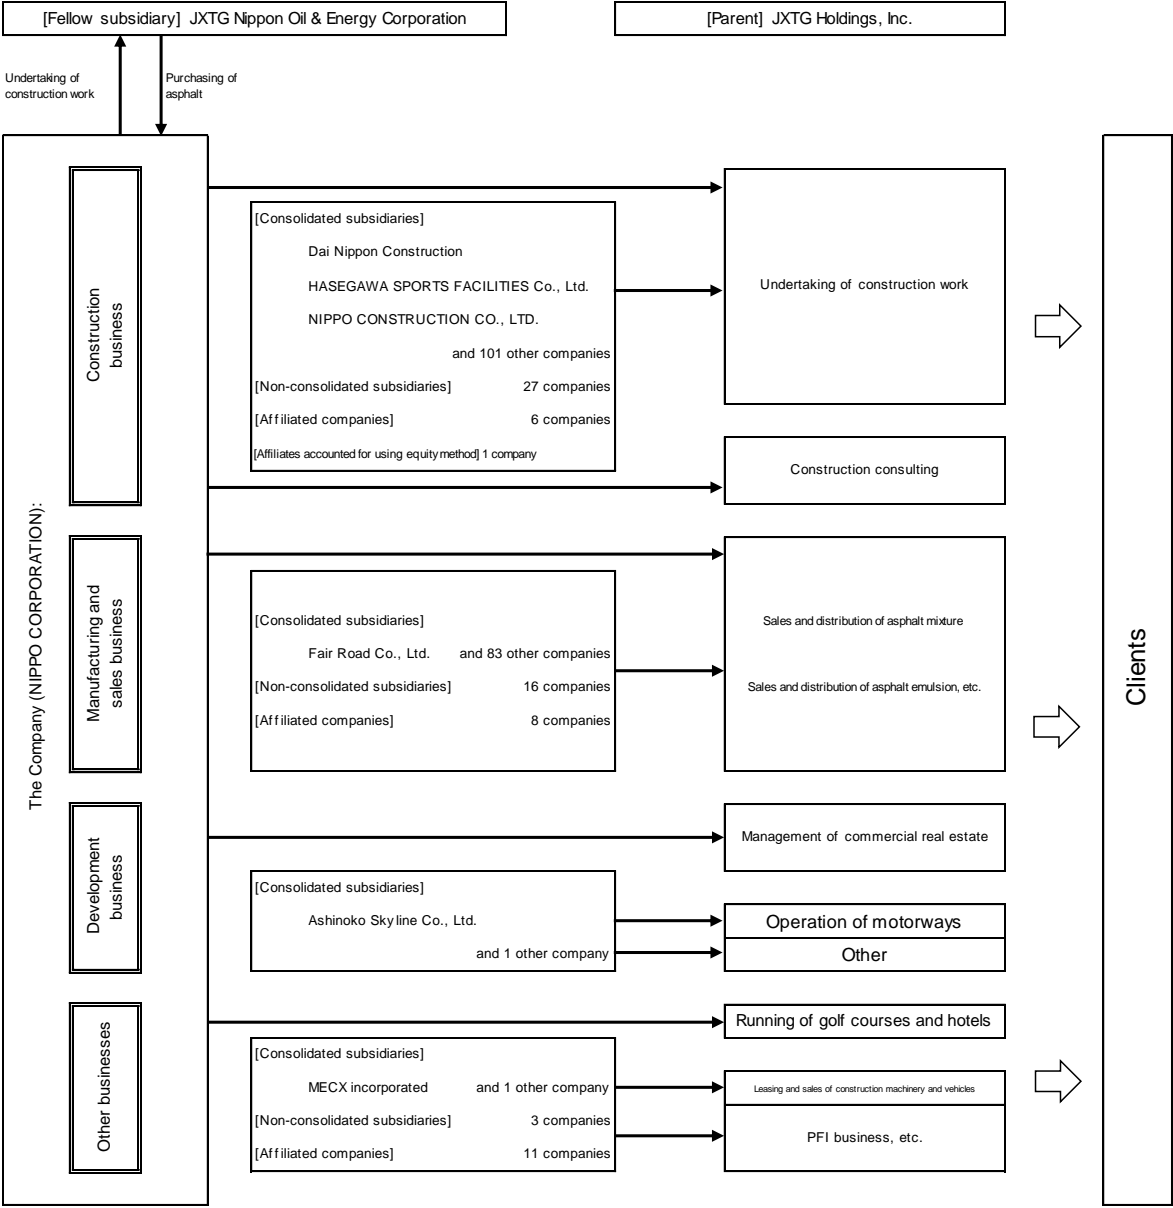 [Fellow subsidiary] JXTG Nippon Oil & Energy Corporation
[Parent] JXTG Holdings, Inc.
Undertaking of
construction work
Purchasing of
asphalt
The Company (NIPPO CORPORATION):
Construction
business
[Consolidated subsidiaries]
Dai Nippon Construction
HASEGAWA SPORTS FACILITIES Co., Ltd.
NIPPO CONSTRUCTION CO., LTD.
and 101 other companies
[Non-consolidated subsidiaries] 27 companies
[Affiliated companies] 6 companies
[Affiliates accounted for using equity method] 1 company
Undertaking of construction work
Construction consulting
Manufacturing and
sales business
[Consolidated subsidiaries]
Fair Road Co., Ltd. and 83 other companies
[Non-consolidated subsidiaries] 16 companies
[Affiliated companies] 8 companies
Sales and distribution of asphalt mixture
Sales and distribution of asphalt emulsion, etc.
Development
business
Management of commercial real estate
[Consolidated subsidiaries]
Ashinoko Skyline Co., Ltd.
and 1 other company
Operation of motorways
Other
Other businesses
Running of golf courses and hotels
[Consolidated subsidiaries]
MECX incorporated and 1 other company
[Non-consolidated subsidiaries] 3 companies
[Affiliated companies] 11 companies
Leasing and sales of construction machinery and vehicles
PFI business, etc.
Clients